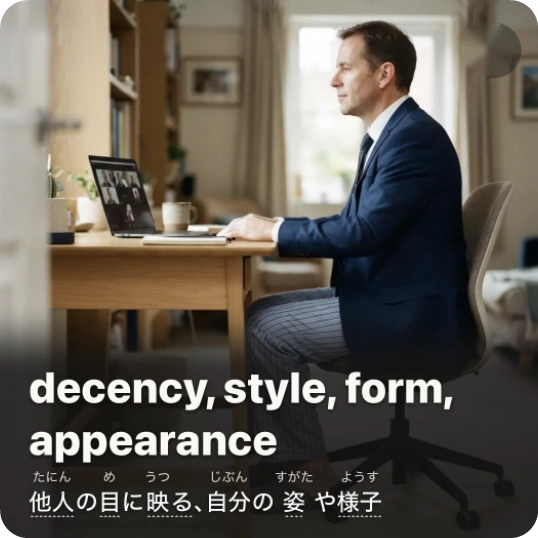 decency, style, form,
appearance
たにん め うつ じぶん すがた ようす
他人の目に映る、自分の姿や様子